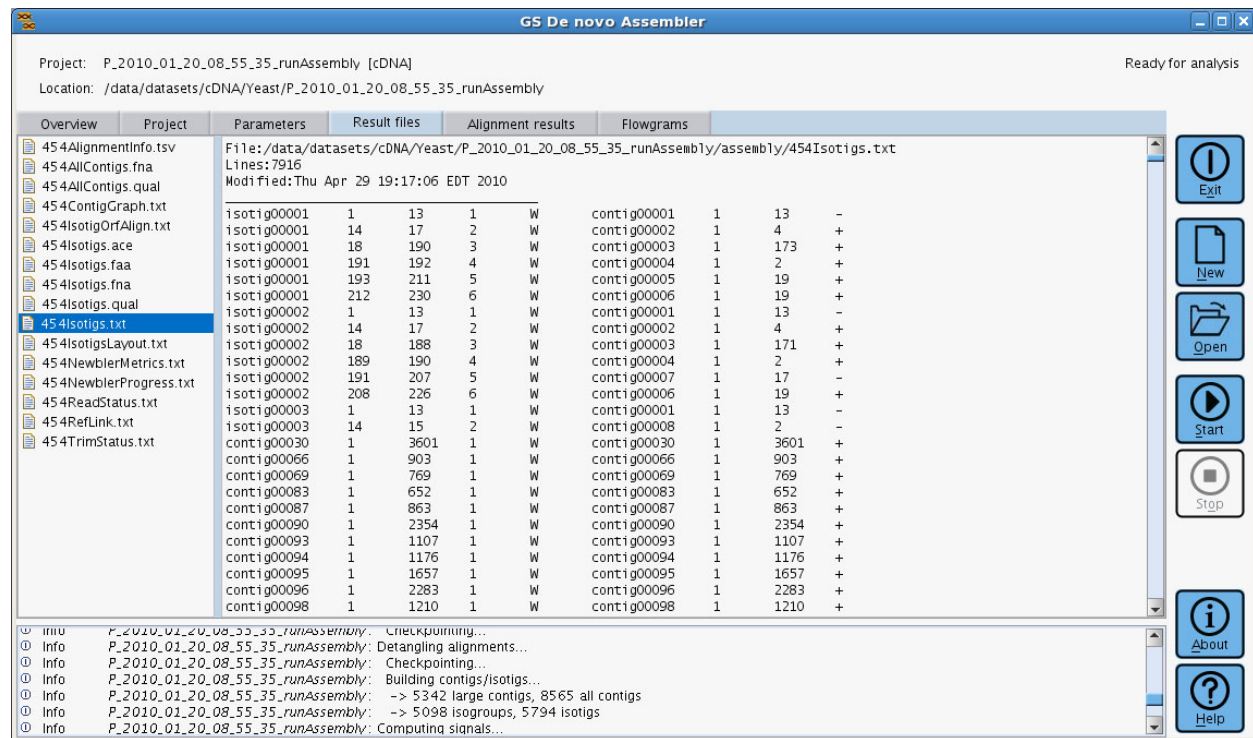 GS De novo Assembler
Project: P_2010_01_20_08_55_35_runAssembly [cDNA]
Ready for analysis
Location: /data/datasets/cDNA/Yeast/P_2010_01_20_08_55_35_runAssembly
Overview Project Parameters Result files Alignment results Flowgrams
454AlignmentInfo.tsv
454AllContigs.fna
454AllContigs.qual
454ContigGraph.txt
454IsotigOrfAlign.txt
454Isotigs.ace
454Isotigs.faa
454Isotigs.fna
454Isotigs.qual
454Isotigs.txt
454IsotigsLayout.txt
454NewblerMetrics.txt
454NewblerProgress.txt
454ReadStatus.txt
454RefLink.txt
454TrimStatus.txt
File:/data/datasets/cDNA/Yeast/P_2010_01_20_08_55_35_runAssembly/assembly/454Isotigs.txt
Lines:7916
Modified:Thu Apr 29 19:17:06 EDT 2010
isotig00001 1 13 1 W contig00001 1 13 -
isotig00001 14 17 2 W contig00002 1 4 +
isotig00001 18 190 3 W contig00003 1 173 +
isotig00001 191 192 4 W contig00004 1 2 +
isotig00001 193 211 5 W contig00005 1 19 +
isotig00001 212 230 6 W contig00006 1 19 +
isotig00002 1 13 1 W contig00001 1 13 -
isotig00002 14 17 2 W contig00002 1 4 +
isotig00002 18 188 3 W contig00003 1 171 +
isotig00002 189 190 4 W contig00004 1 2 +
isotig00002 191 207 5 W contig00007 1 17 -
isotig00002 208 226 6 W contig00006 1 19 +
isotig00003 1 13 1 W contig00001 1 13 -
isotig00003 14 15 2 W contig00008 1 2 -
contig00030 1 3601 1 W contig00030 1 3601 +
contig00066 1 903 1 W contig00066 1 903 +
contig00069 1 769 1 W contig00069 1 769 +
contig00083 1 652 1 W contig00083 1 652 +
contig00087 1 863 1 W contig00087 1 863 +
contig00090 1 2354 1 W contig00090 1 2354 +
contig00093 1 1107 1 W contig00093 1 1107 +
contig00094 1 1176 1 W contig00094 1 1176 +
contig00095 1 1657 1 W contig00095 1 1657 +
contig00096 1 2283 1 W contig00096 1 2283 +
contig00098 1 1210 1 W contig00098 1 1210 +
Exit
New
Open
Start
Stop
About
Help
Info P_2010_01_20_08_55_35_runAssembly: Checkpointing...
Info P_2010_01_20_08_55_35_runAssembly: Detangling alignments...
Info P_2010_01_20_08_55_35_runAssembly: Checkpointing...
Info P_2010_01_20_08_55_35_runAssembly: Building contigs/isotigs...
Info P_2010_01_20_08_55_35_runAssembly: -> 5342 large contigs, 8565 all contigs
Info P_2010_01_20_08_55_35_runAssembly: -> 5098 isogroups, 5794 isotigs
Info P_2010_01_20_08_55_35_runAssembly: Computing signals...